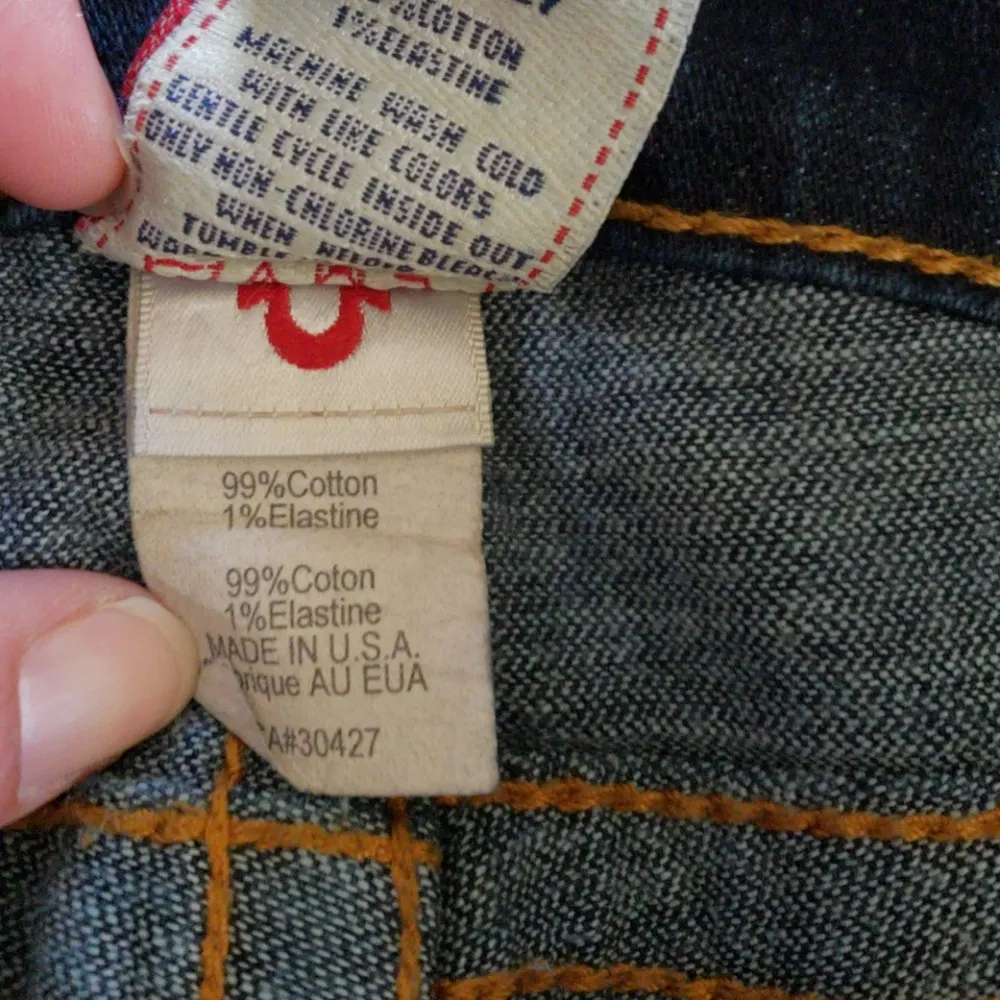 1%ELASTINE
MACHINE WASH COLD
WITH LIKE COLORS
GENTLE CYCLE INSIDE OUT
ONLY NON-CHLORINE
WHEN
99%Cotton
1%Elastine
99%Coton
1%Elastine
MADE IN U.S.A.
AU EUA
A#30427